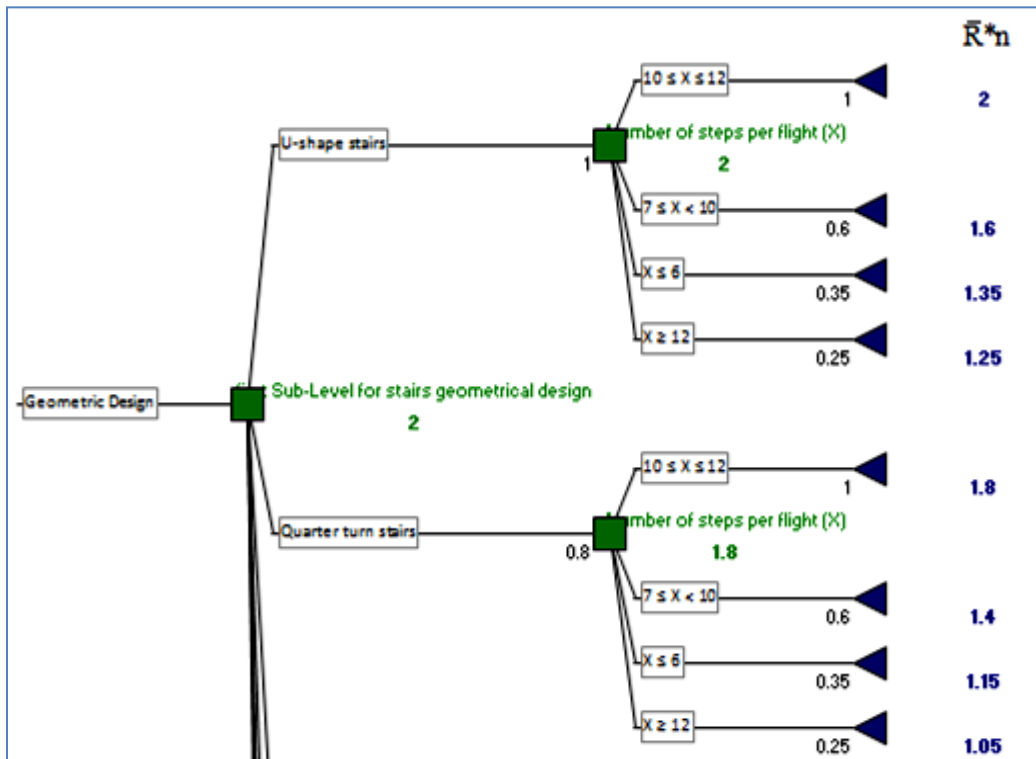 R̄*n
10 ≤ X ≤ 12
1
2
Number of steps per flight (X)
U-shape stairs
1
2
7 ≤ X < 10
0.6
1.6
X ≤ 6
0.35
1.35
X ≥ 12
0.25
1.25
Sub-Level for stairs geometrical design
Geometric Design
2
10 ≤ X ≤ 12
1
1.8
Number of steps per flight (X)
Quarter turn stairs
0.8
1.8
7 ≤ X < 10
0.6
1.4
X ≤ 6
0.35
1.15
X ≥ 12
0.25
1.05